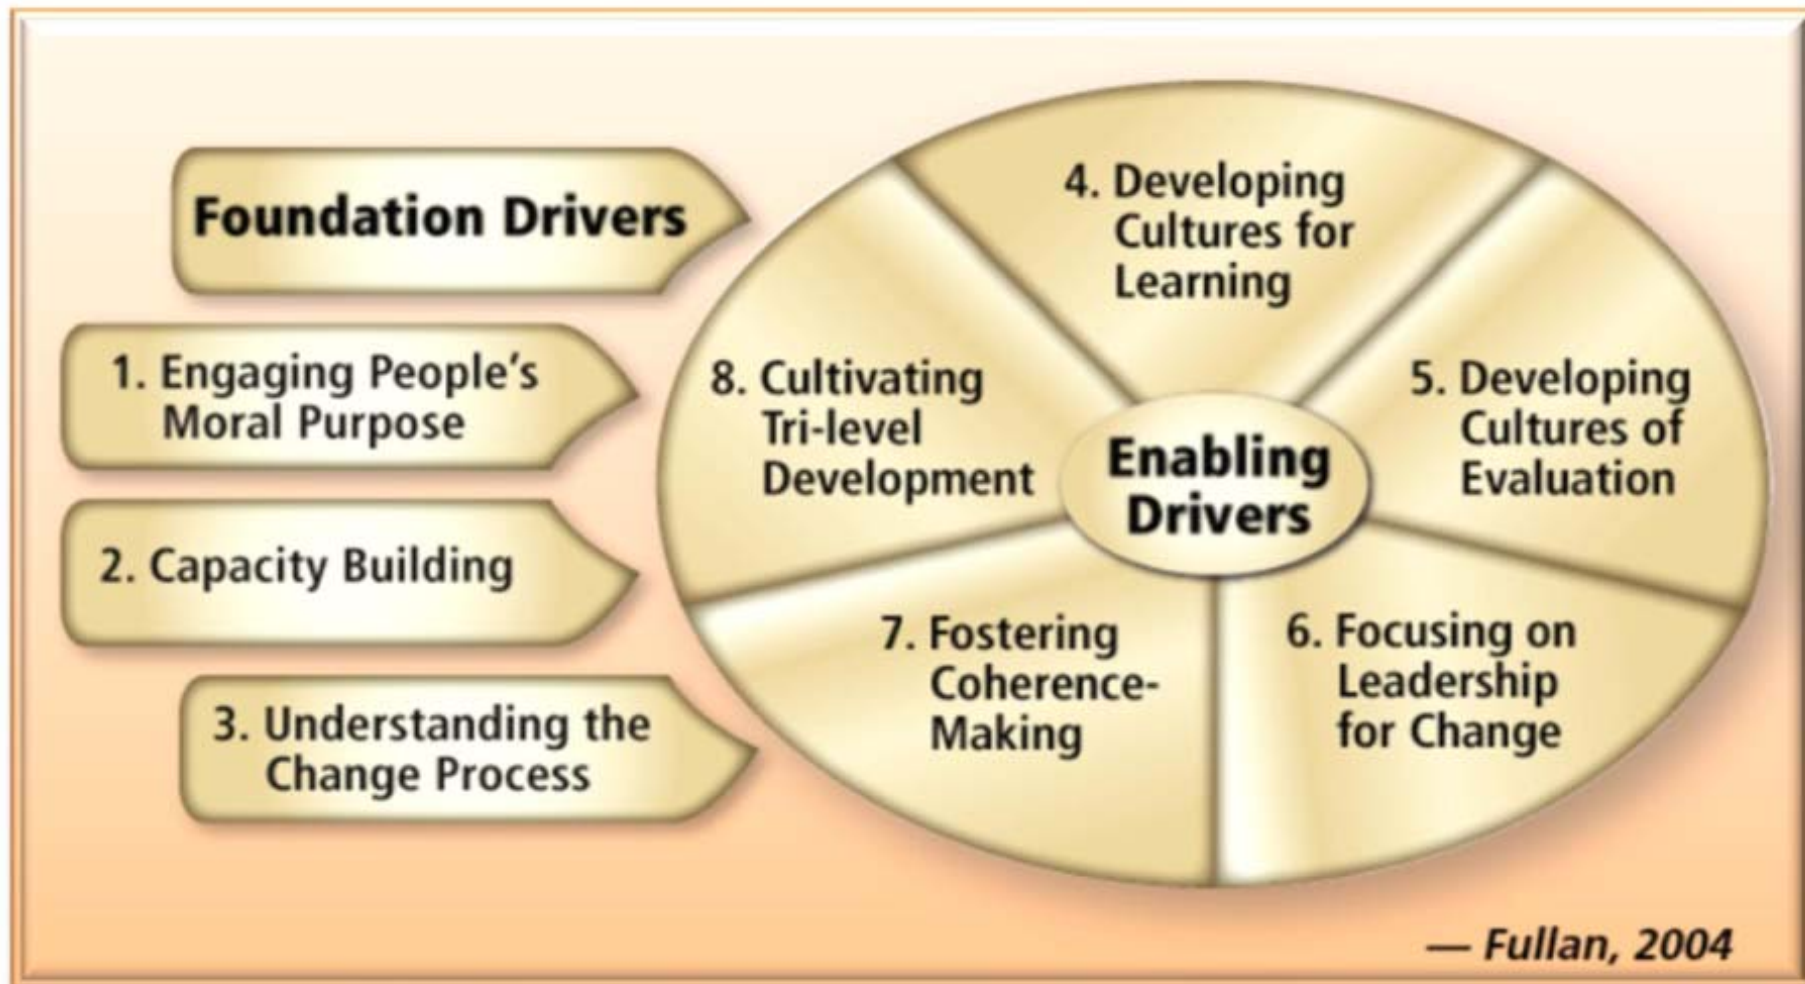 Foundation Drivers
1. Engaging People's
Moral Purpose
2. Capacity Building
3. Understanding the
Change Process
4. Developing
Cultures for
Learning
5. Developing
Cultures of
Evaluation
6. Focusing on
Leadership
for Change
7. Fostering
Coherence-
Making
8. Cultivating
Tri-level
Development
Enabling
Drivers
— Fullan, 2004